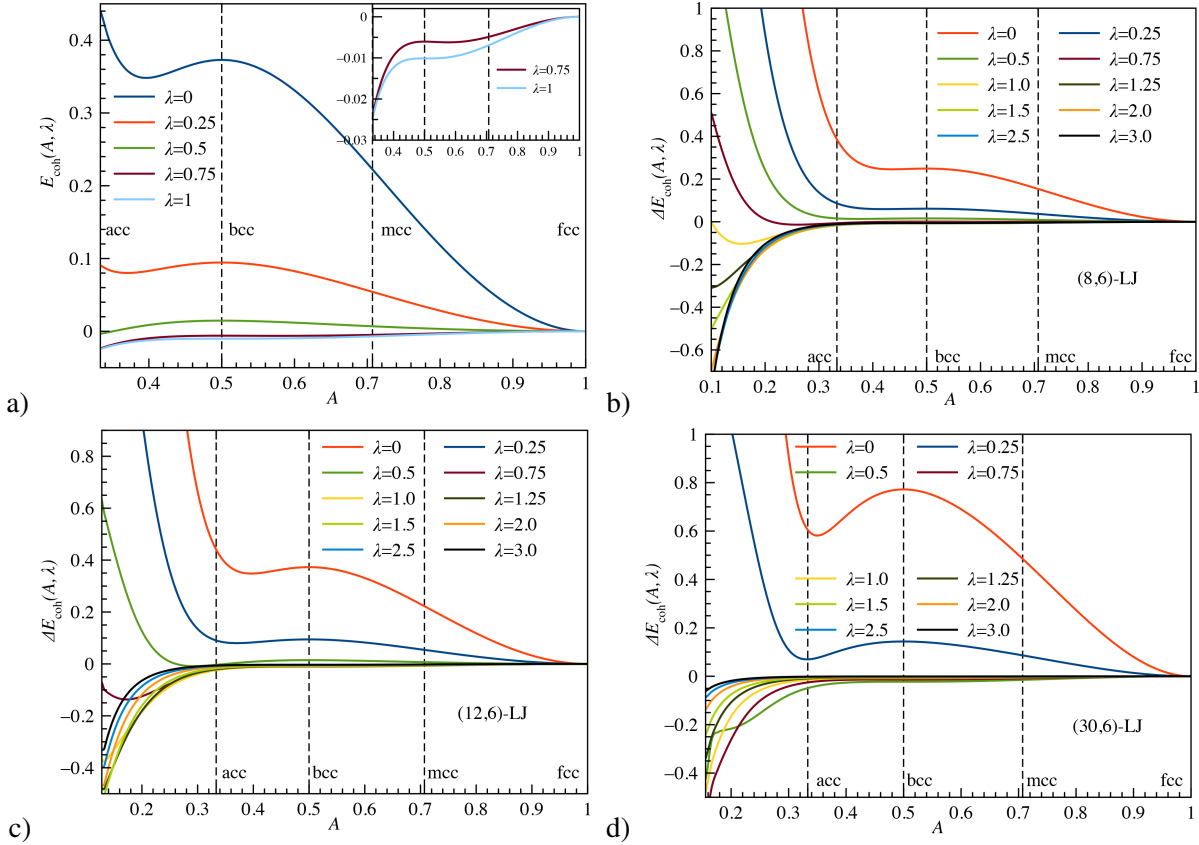 a)
E_coh(A, λ)
0.4
0.3
0.2
0.1
0
λ=0
λ=0.25
λ=0.5
λ=0.75
λ=1
acc
bcc
mcc
fcc
0.4 0.5 0.6 0.7 0.8 0.9 1
A
0
−0.01
−0.02
−0.03
λ=0.75
λ=1
0.4 0.5 0.6 0.7 0.8 0.9 1
b)
ΔE_coh(A, λ)
1
0.8
0.6
0.4
0.2
0
−0.2
−0.4
−0.6
λ=0 λ=0.25
λ=0.5 λ=0.75
λ=1.0 λ=1.25
λ=1.5 λ=2.0
λ=2.5 λ=3.0
(8,6)-LJ
acc bcc mcc fcc
0.1 0.2 0.3 0.4 0.5 0.6 0.7 0.8 0.9 1
A
c)
ΔE_coh(A, λ)
0.8
0.6
0.4
0.2
0
−0.2
−0.4
λ=0 λ=0.25
λ=0.5 λ=0.75
λ=1.0 λ=1.25
λ=1.5 λ=2.0
λ=2.5 λ=3.0
(12,6)-LJ
acc bcc mcc fcc
0.2 0.3 0.4 0.5 0.6 0.7 0.8 0.9 1
A
d)
ΔE_coh(A, λ)
1
0.8
0.6
0.4
0.2
0
−0.2
−0.4
λ=0 λ=0.25
λ=0.5 λ=0.75
λ=1.0 λ=1.25
λ=1.5 λ=2.0
λ=2.5 λ=3.0
(30,6)-LJ
acc bcc mcc fcc
0.2 0.3 0.4 0.5 0.6 0.7 0.8 0.9 1
A